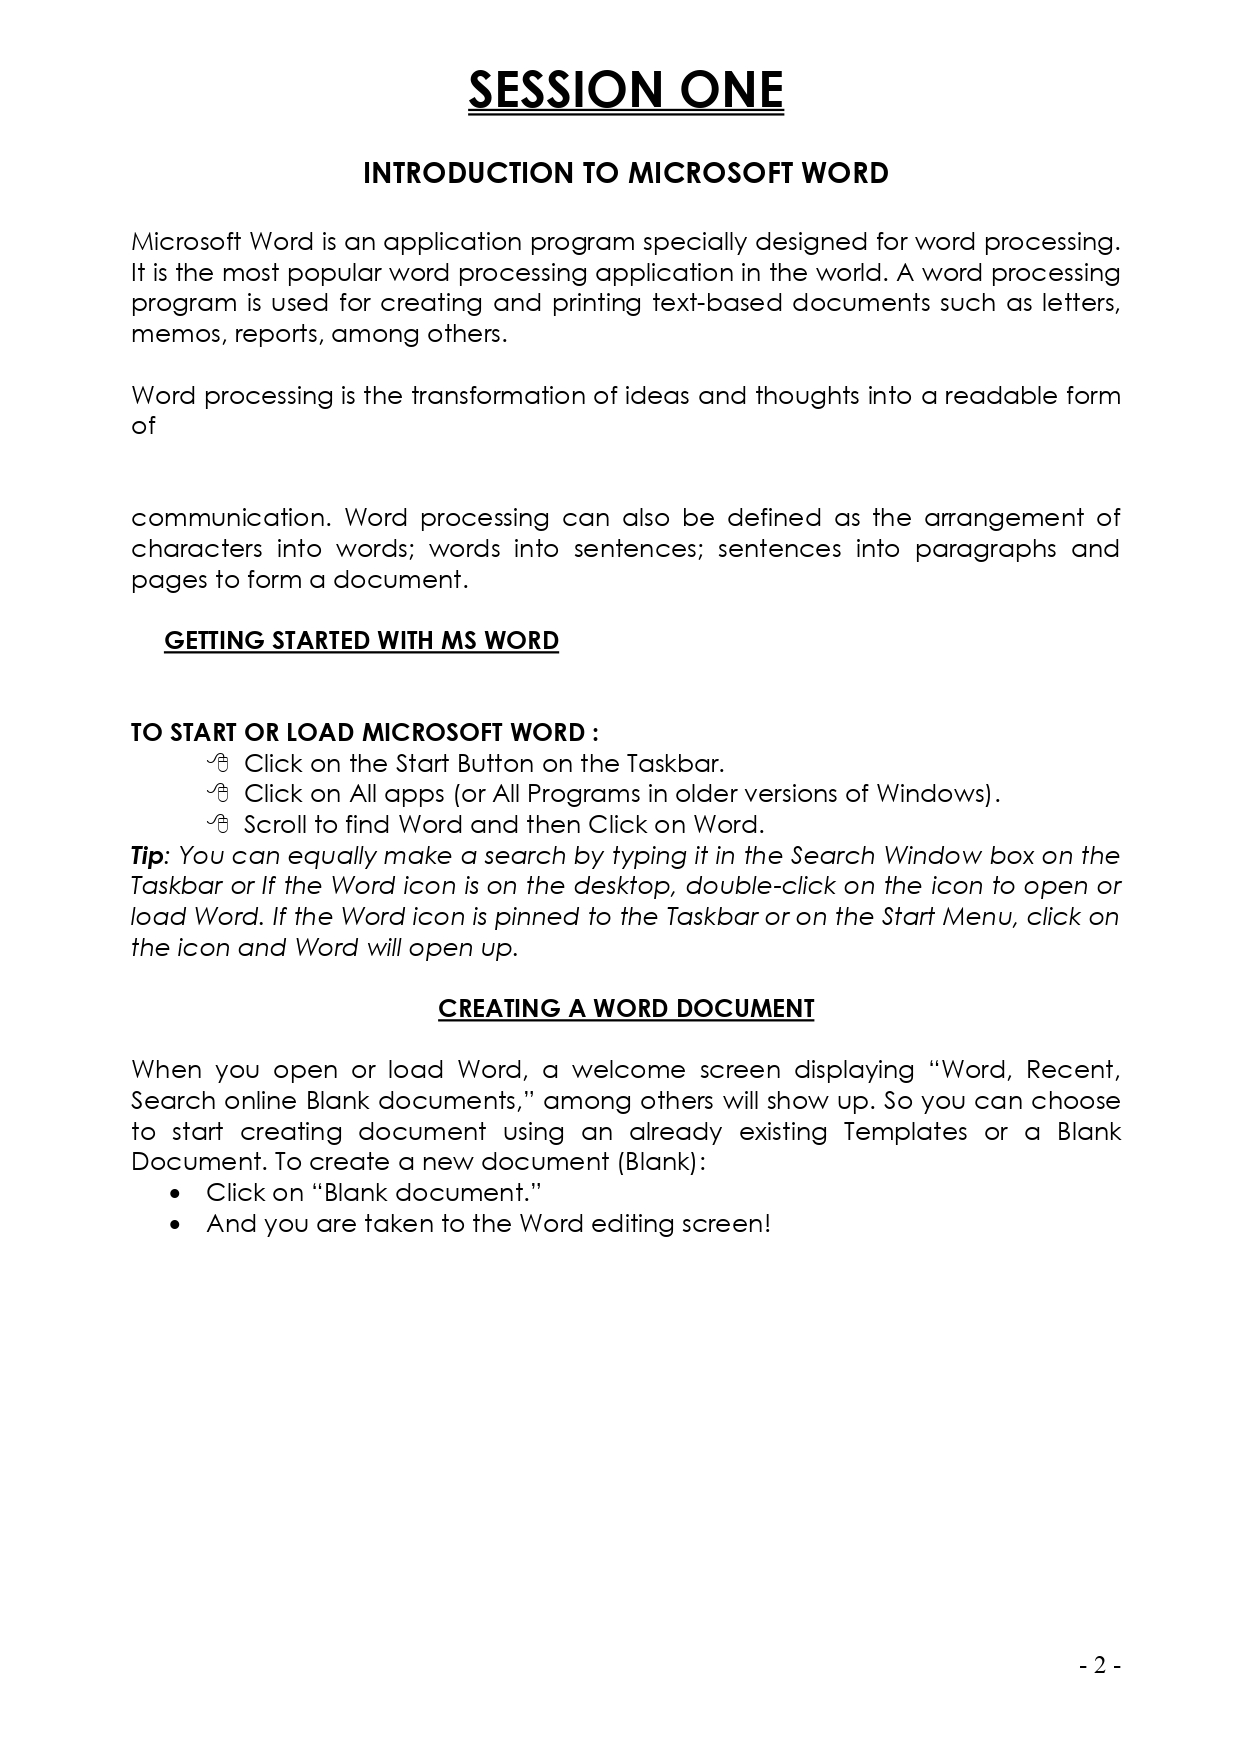 SESSION ONE
INTRODUCTION TO MICROSOFT WORD
Microsoft Word is an application program specially designed for word processing.
It is the most popular word processing application in the world. A word processing
program is used for creating and printing text-based documents such as letters,
memos, reports, among others.
Word processing is the transformation of ideas and thoughts into a readable form
of
communication. Word processing can also be defined as the arrangement of
characters into words; words into sentences; sentences into paragraphs and
pages to form a document.
GETTING STARTED WITH MS WORD
TO START OR LOAD MICROSOFT WORD :
Click on the Start Button on the Taskbar.
Click on All apps (or All Programs in older versions of Windows).
Scroll to find Word and then Click on Word.
Tip: You can equally make a search by typing it in the Search Window box on the
Taskbar or If the Word icon is on the desktop, double-click on the icon to open or
load Word. If the Word icon is pinned to the Taskbar or on the Start Menu, click on
the icon and Word will open up.
CREATING A WORD DOCUMENT
When you open or load Word, a welcome screen displaying “Word, Recent,
Search online Blank documents,” among others will show up. So you can choose
to start creating document using an already existing Templates or a Blank
Document. To create a new document (Blank):
• Click on “Blank document.”
• And you are taken to the Word editing screen!
- 2 -